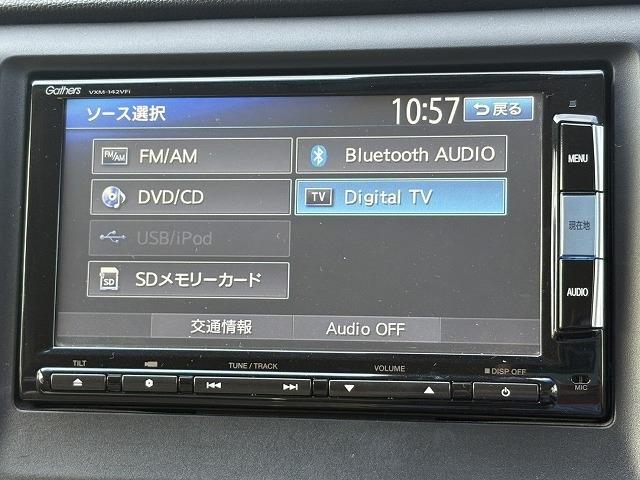 Gathers VXM-142VFi
ソース選択 10:57 戻る
FM/AM FM/AM Bluetooth AUDIO
DVD/CD TV Digital TV
USB/iPod
SD SDメモリーカード
交通情報 Audio OFF
MENU
現在地
AUDIO
TILT TUNE / TRACK VOLUME DISP OFF
MIC